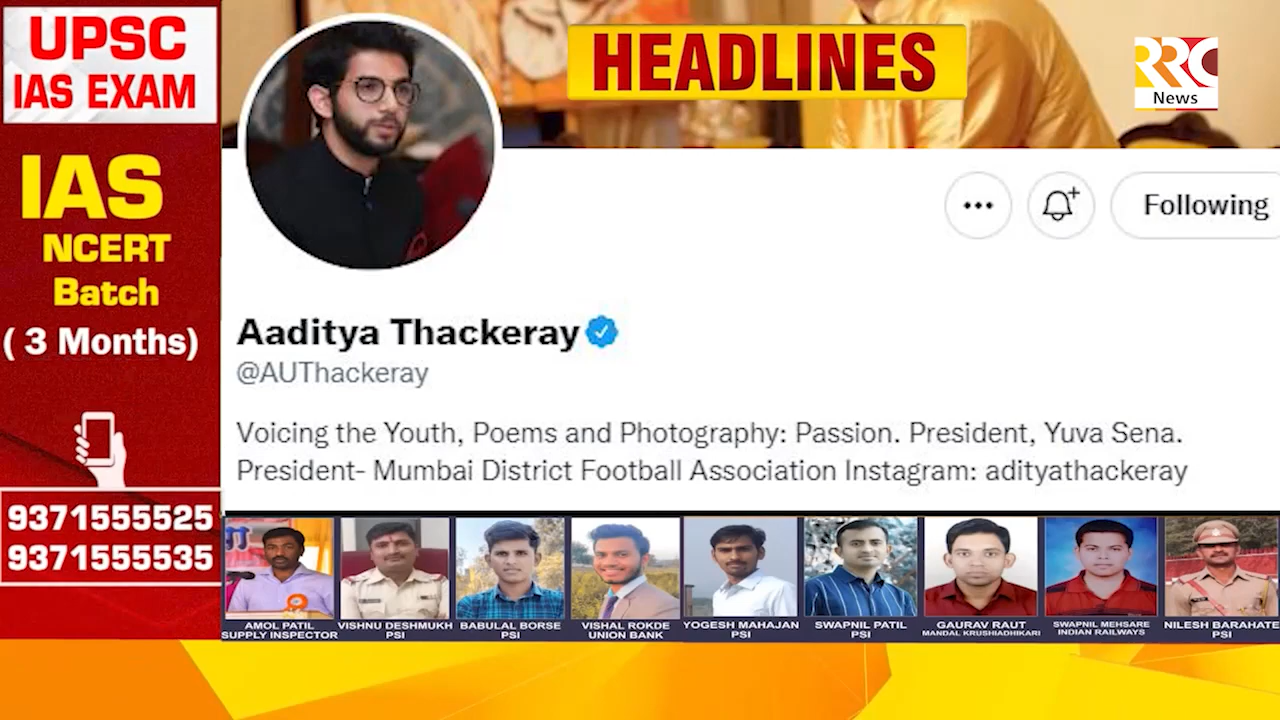 UPSC
IAS EXAM
IAS
NCERT
Batch
( 3 Months)
9371555525
9371555535
HEADLINES
RRC
News
Following
Aaditya Thackeray
@AUThackeray
Voicing the Youth, Poems and Photography: Passion. President, Yuva Sena.
President- Mumbai District Football Association Instagram: adityathackeray
AMOL PATIL
SUPPLY INSPECTOR
VISHNU DESHMUKH
PSI
BABULAL BORSE
PSI
VISHAL ROKDE
UNION BANK
YOGESH MAHAJAN
PSI
SWAPNIL PATIL
PSI
GAURAV RAUT
MANDAL KRUSHIADHIKARI
SWAPNIL MEHSARE
INDIAN RAILWAYS
NILESH BARAHATE
PSI